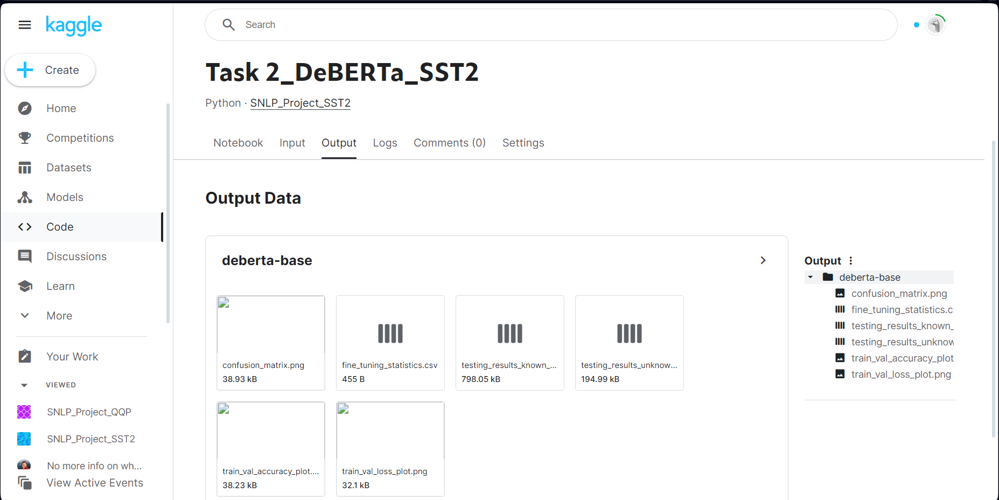 kaggle
Search
Create
Home
Competitions
Datasets
Models
Code
Discussions
Learn
More
Your Work
VIEWED
SNLP_Project_QQP
SNLP_Project_SST2
No more info on wh...
View Active Events
Task 2_DeBERTa_SST2
Python · SNLP_Project_SST2
Notebook Input Output Logs Comments (0) Settings
Output Data
deberta-base
confusion_matrix.png
38.93 kB
fine_tuning_statistics.csv
455 B
testing_results_known_...
798.05 kB
testing_results_unknow...
194.99 kB
train_val_accuracy_plot....
38.23 kB
train_val_loss_plot.png
32.1 kB
Output
deberta-base
confusion_matrix.png
fine_tuning_statistics.c
testing_results_known_
testing_results_unknow
train_val_accuracy_plot
train_val_loss_plot.png